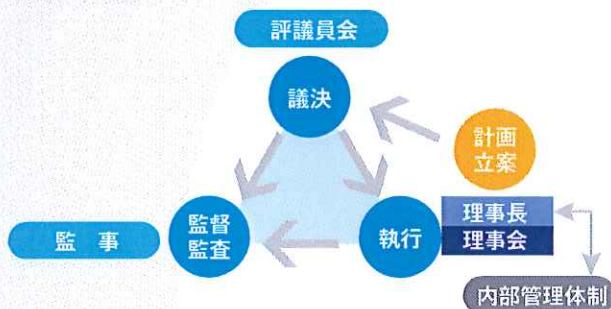 評議員会
議決
計画
立案
理事長
理事会
執行
監督
監査
監 事
内部管理体制